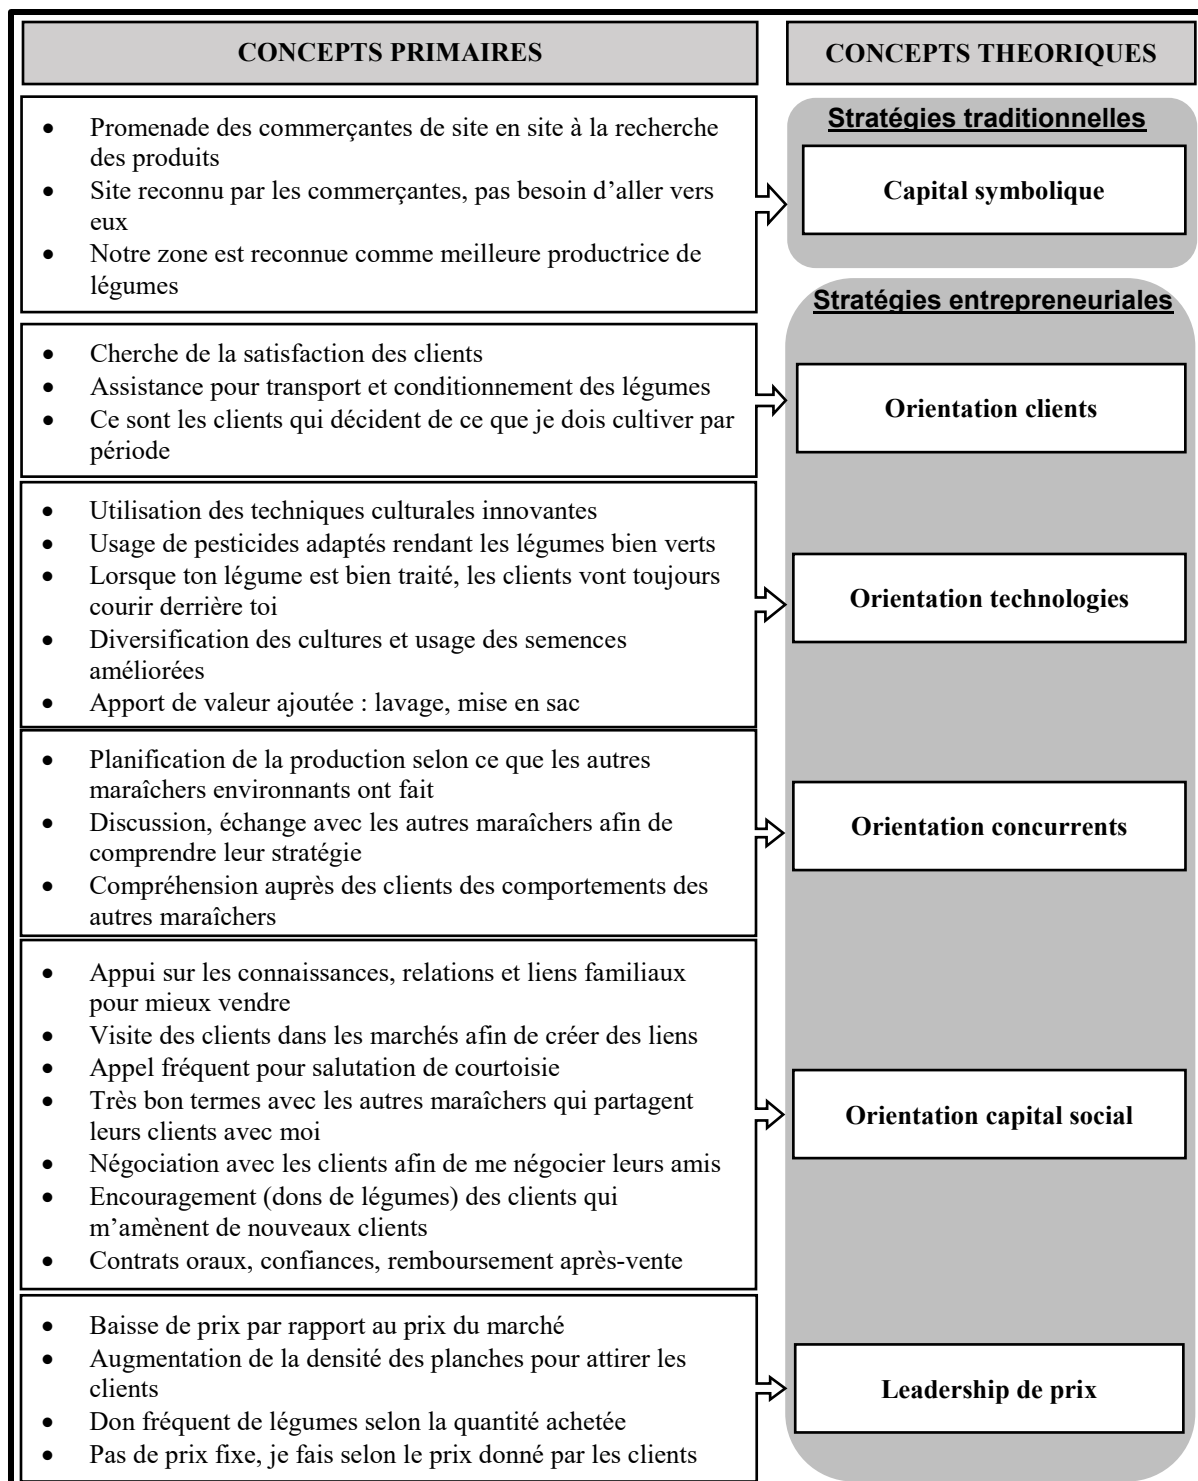 CONCEPTS PRIMAIRES
CONCEPTS THEORIQUES
• Promenade des commerçantes de site en site à la recherche
des produits
• Site reconnu par les commerçantes, pas besoin d’aller vers
eux
• Notre zone est reconnue comme meilleure productrice de
légumes
Stratégies traditionnelles
Capital symbolique
Stratégies entrepreneuriales
• Cherche de la satisfaction des clients
• Assistance pour transport et conditionnement des légumes
• Ce sont les clients qui décident de ce que je dois cultiver par
période
Orientation clients
• Utilisation des techniques culturales innovantes
• Usage de pesticides adaptés rendant les légumes bien verts
• Lorsque ton légume est bien traité, les clients vont toujours
courir derrière toi
• Diversification des cultures et usage des semences
améliorées
• Apport de valeur ajoutée : lavage, mise en sac
Orientation technologies
• Planification de la production selon ce que les autres
maraîchers environnants ont fait
• Discussion, échange avec les autres maraîchers afin de
comprendre leur stratégie
• Compréhension auprès des clients des comportements des
autres maraîchers
Orientation concurrents
• Appui sur les connaissances, relations et liens familiaux
pour mieux vendre
• Visite des clients dans les marchés afin de créer des liens
• Appel fréquent pour salutation de courtoisie
• Très bon termes avec les autres maraîchers qui partagent
leurs clients avec moi
• Négociation avec les clients afin de me négocier leurs amis
• Encouragement (dons de légumes) des clients qui
m’amènent de nouveaux clients
• Contrats oraux, confiances, remboursement après-vente
Orientation capital social
• Baisse de prix par rapport au prix du marché
• Augmentation de la densité des planches pour attirer les
clients
• Don fréquent de légumes selon la quantité achetée
• Pas de prix fixe, je fais selon le prix donné par les clients
Leadership de prix